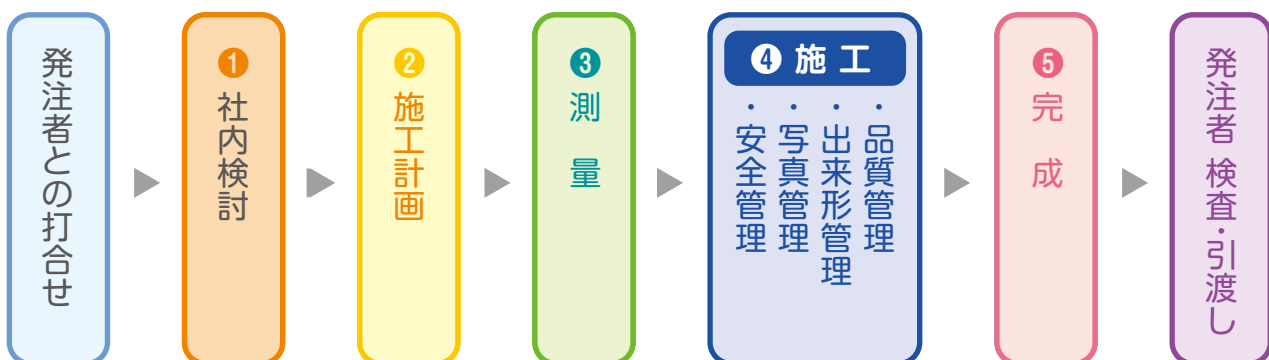 発注者との打合せ
❶社内検討
❷施工計画
❸測量
❹施工
・品質管理
・出来形管理
・写真管理
・安全管理
❺完成
発注者 検査・引渡し